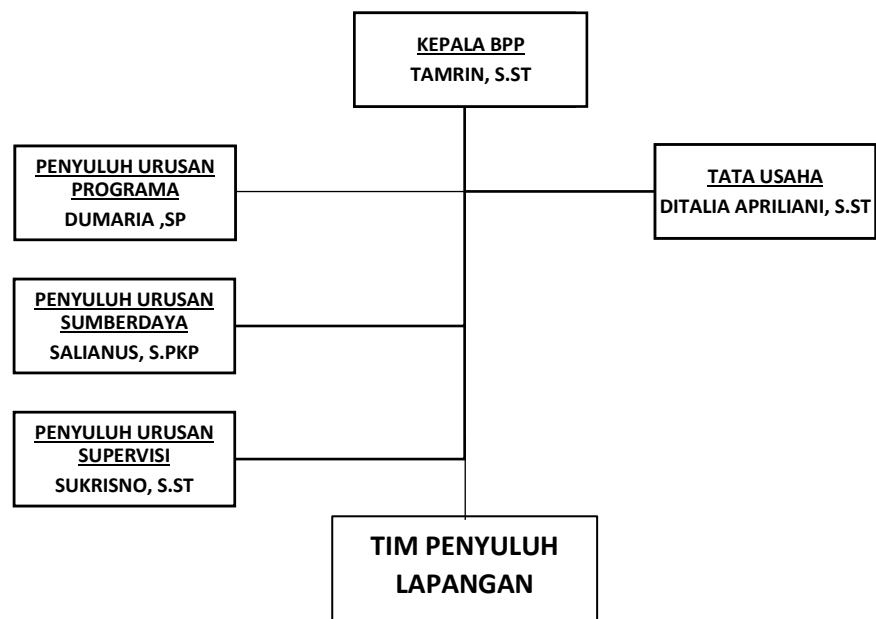 KEPALA BPP
TAMRIN, S.ST
PENYULUH URUSAN
PROGRAMA
DUMARIA ,SP
TATA USAHA
DITALIA APRILIANI, S.ST
PENYULUH URUSAN
SUMBERDAYA
SALIANUS, S.PKP
PENYULUH URUSAN
SUPERVISI
SUKRISNO, S.ST
TIM PENYULUH
LAPANGAN